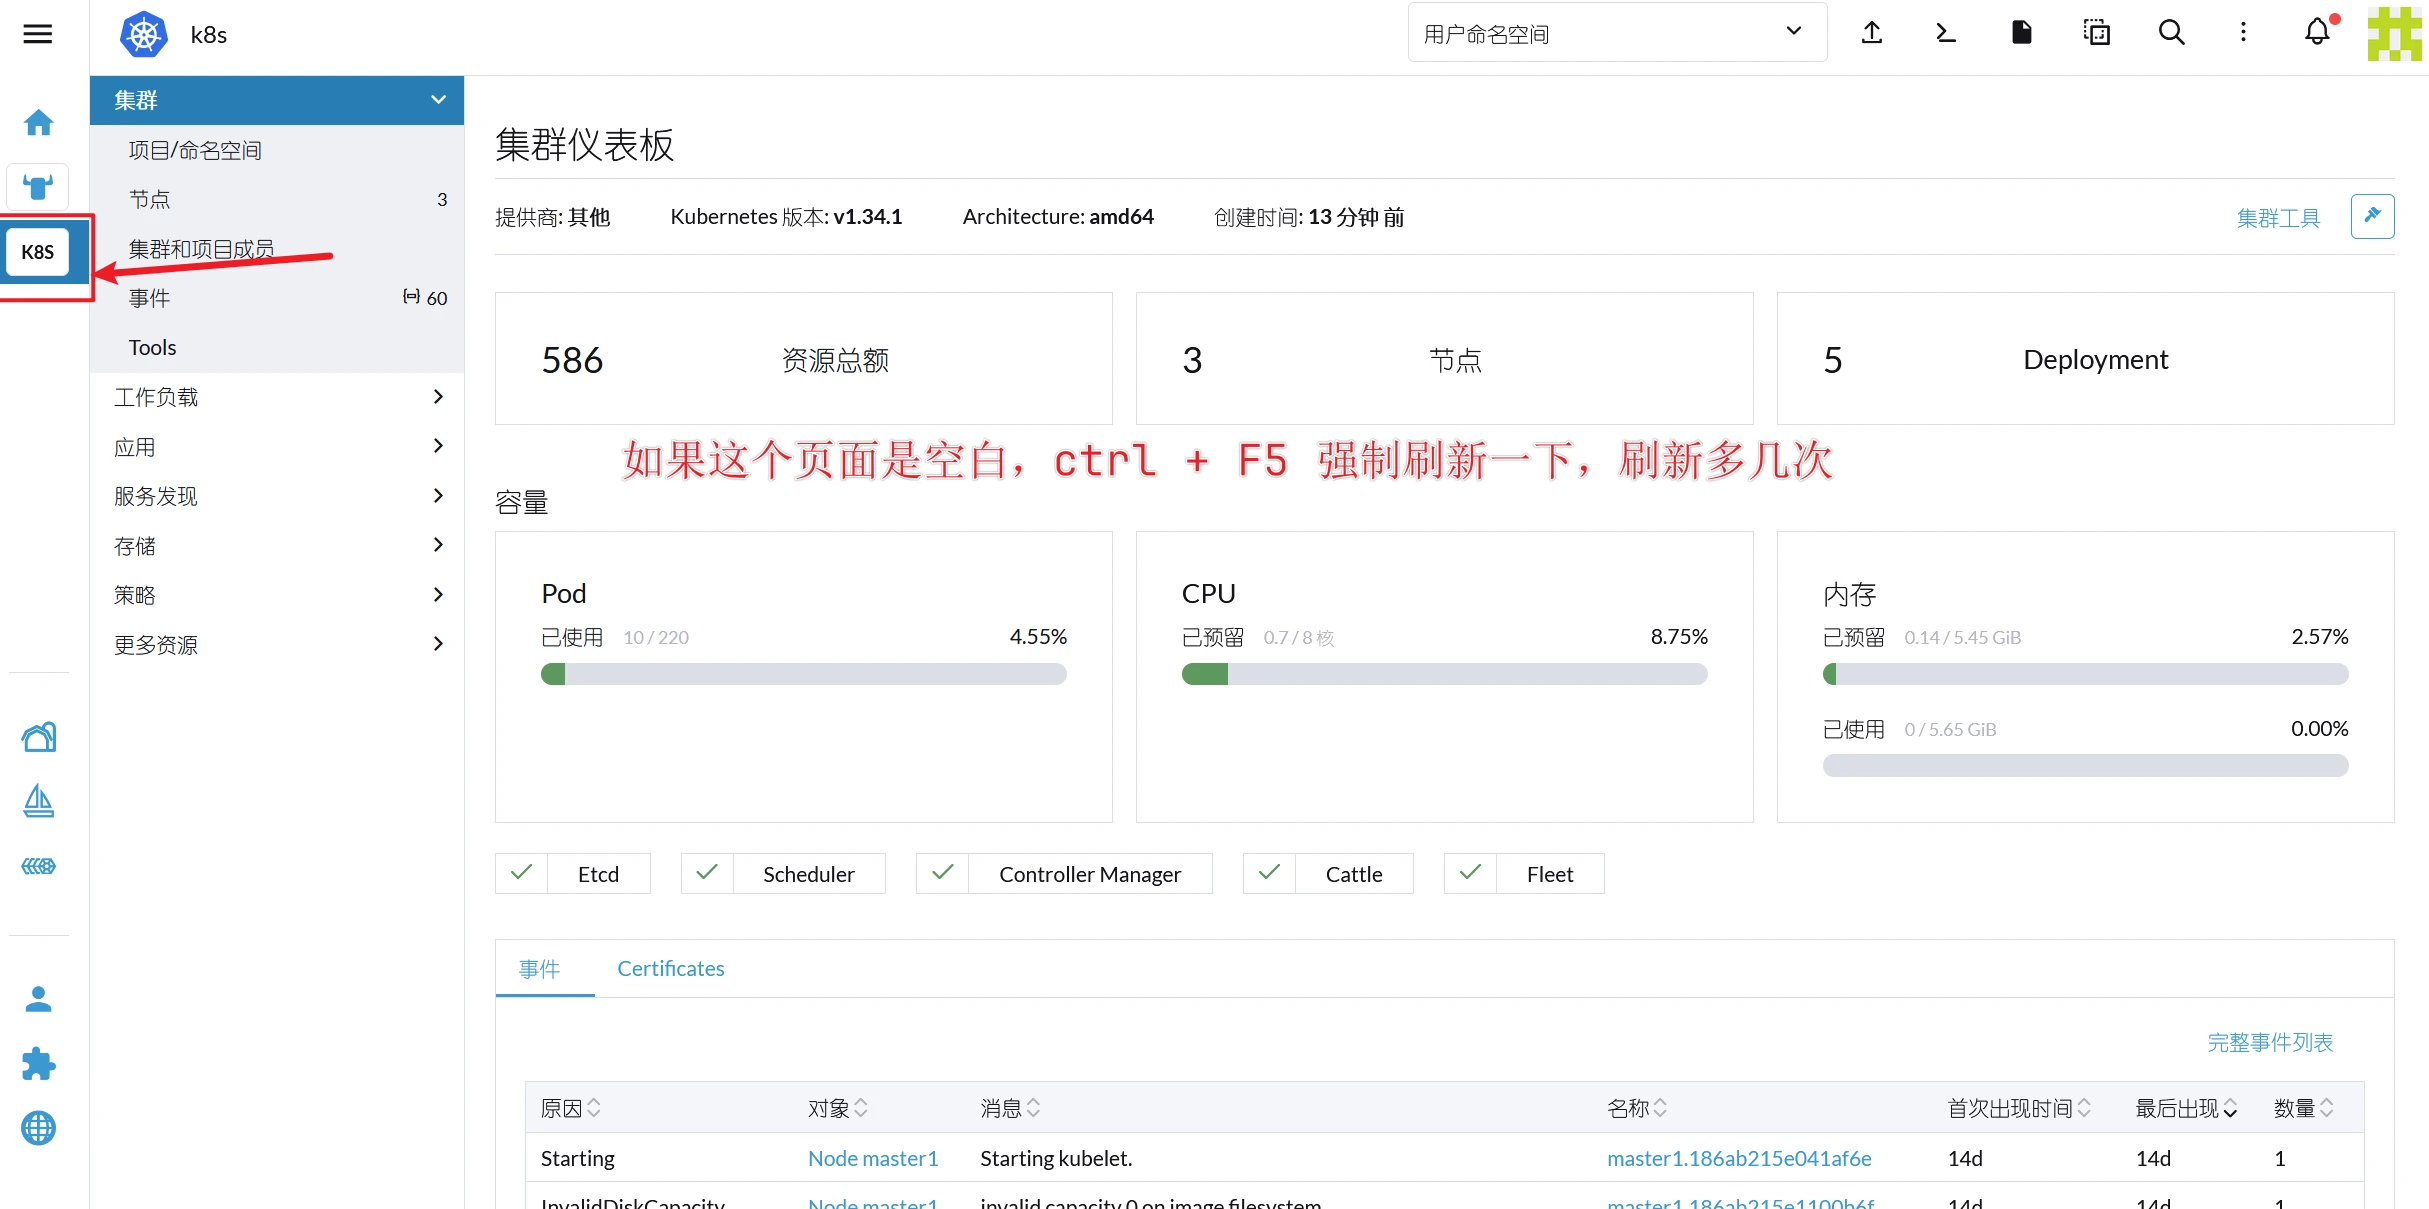 k8s
用户命名空间
K8S
集群
项目/命名空间
节点 3
集群和项目成员
事件 60
Tools
工作负载
应用
服务发现
存储
策略
更多资源
集群仪表板
提供商: 其他 Kubernetes 版本: v1.34.1 Architecture: amd64 创建时间: 13 分钟 前
集群工具
586 资源总额
3 节点
5 Deployment
如果这个页面是空白，ctrl + F5 强制刷新一下，刷新多几次
容量
Pod
已使用 10 / 220 4.55%
CPU
已预留 0.7 / 8 核 8.75%
内存
已预留 0.14 / 5.45 GiB 2.57%
已使用 0 / 5.65 GiB 0.00%
Etcd
Scheduler
Controller Manager
Cattle
Fleet
事件 Certificates
完整事件列表
原因 对象 消息 名称 首次出现时间 最后出现 数量
Starting Node master1 Starting kubelet. master1.186ab215e041af6e 14d 14d 1
InvalidDiskCapacity Node master1 invalid capacity 0 on image filesystem master1.186ab215e1100b6f 14d 14d 1